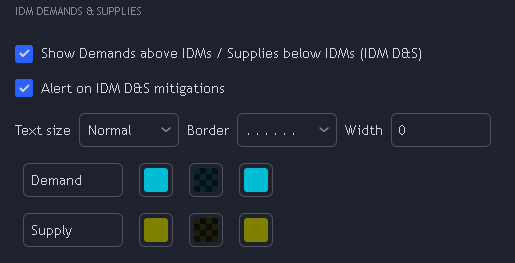 IDM DEMANDS & SUPPLIES
Show Demands above IDMs / Supplies below IDMs (IDM D&S)
Alert on IDM D&S mitigations
Text size Normal Border . . . . . . Width 0
Demand
Supply